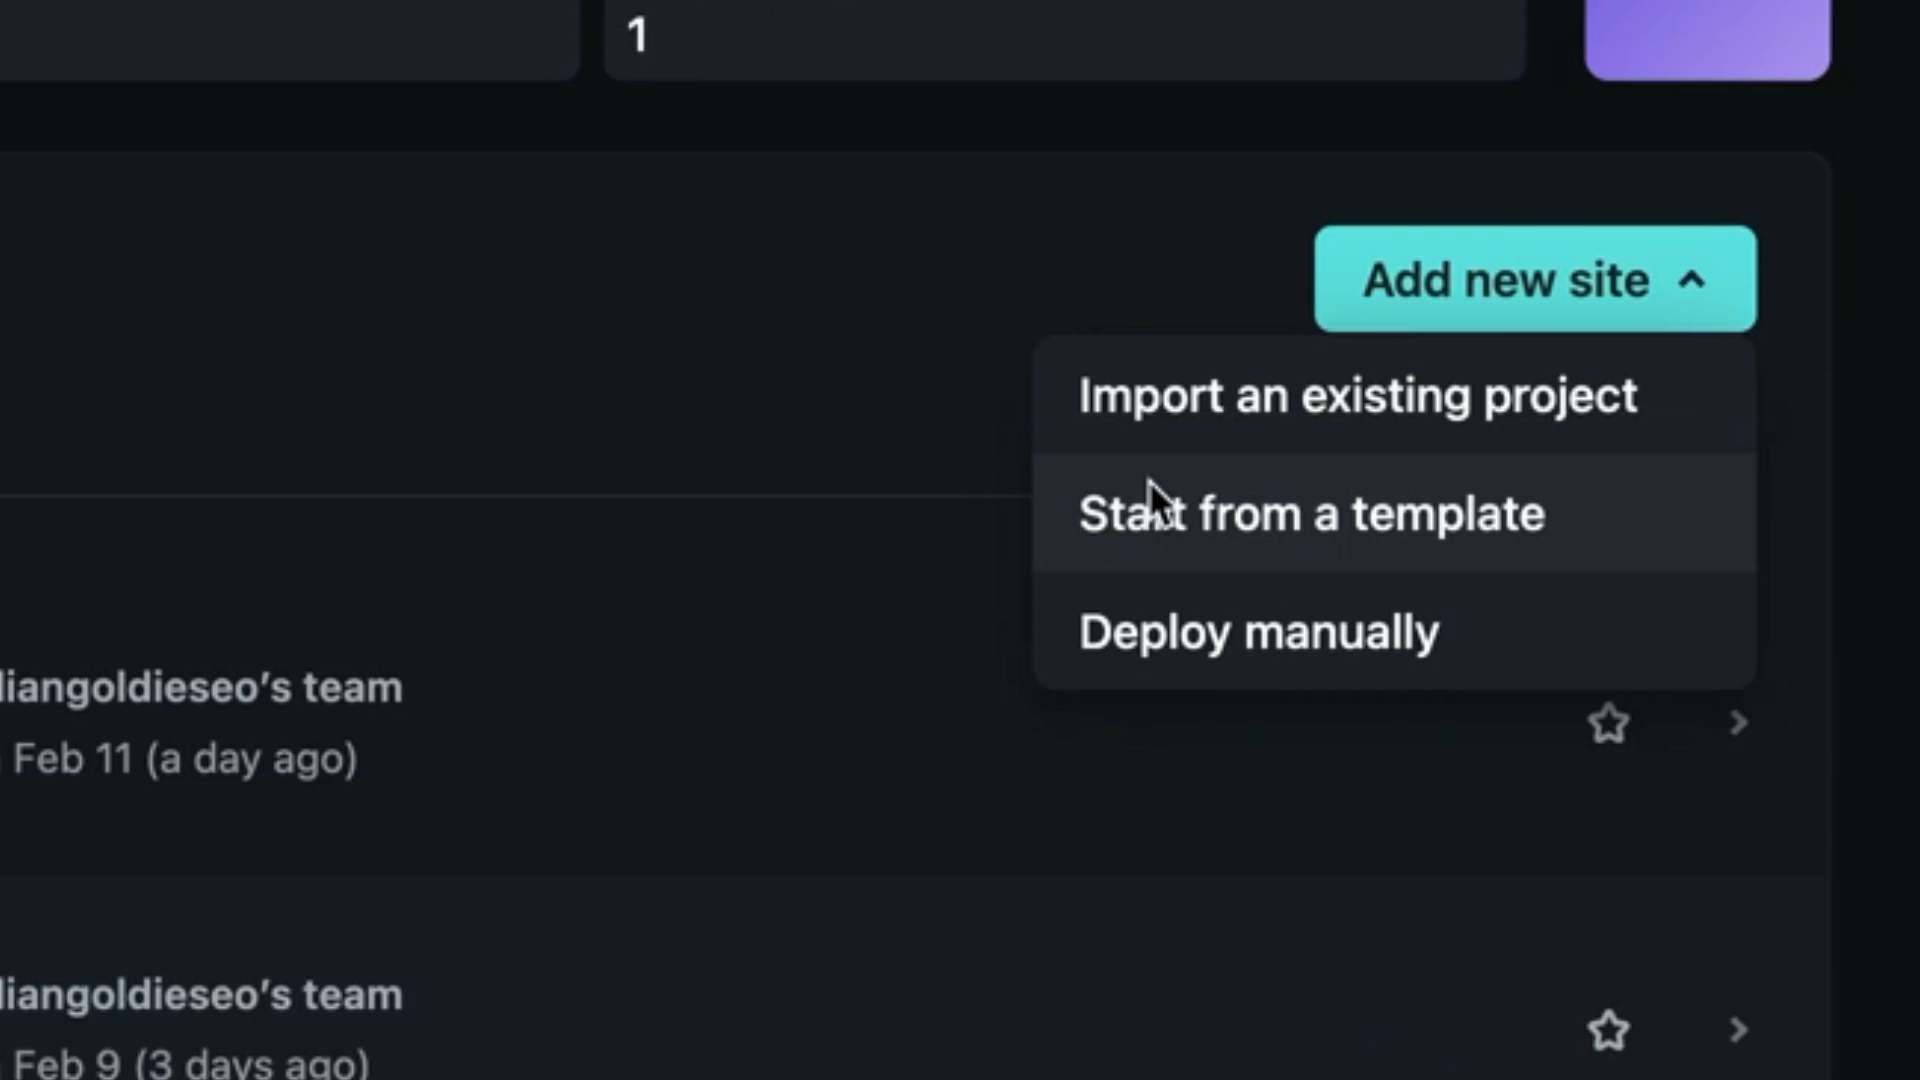 1
Add new site
Import an existing project
Start from a template
Deploy manually
liangoldieseo’s team
Feb 11 (a day ago)
liangoldieseo’s team
Feb 9 (3 days ago)